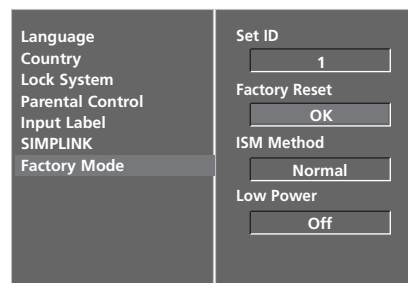 Language
Country
Lock System
Parental Control
Input Label
SIMPLINK
Factory Mode
Set ID
1
Factory Reset
OK
ISM Method
Normal
Low Power
Off